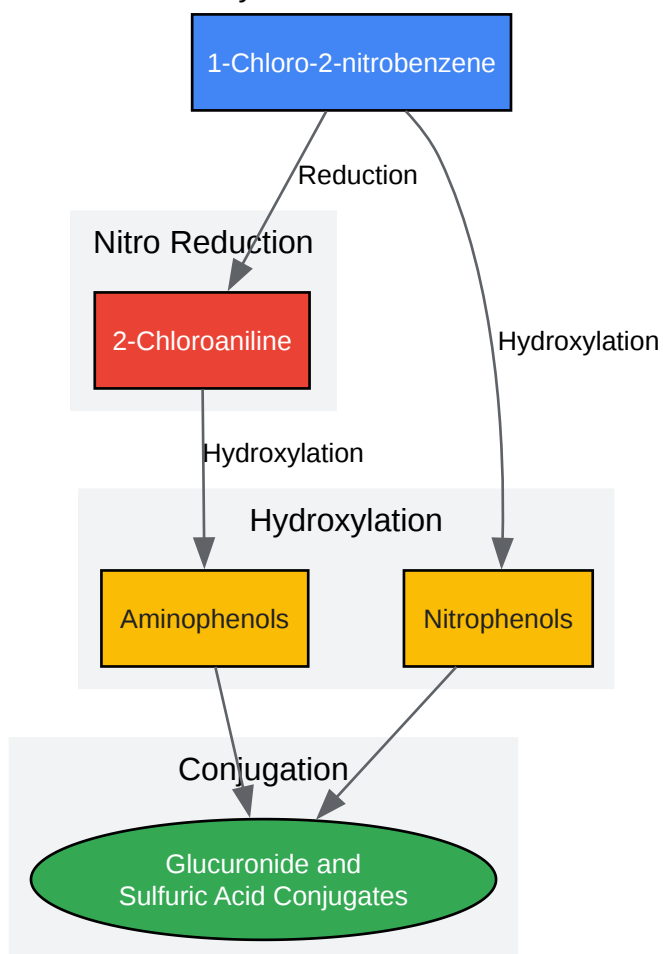 1-Chloro-2-nitrobenzene
Reduction
Nitro Reduction
2-Chloroaniline
Hydroxylation
Hydroxylation
Hydroxylation
Aminophenols
Nitrophenols
Conjugation
Glucuronide and
Sulfuric Acid Conjugates